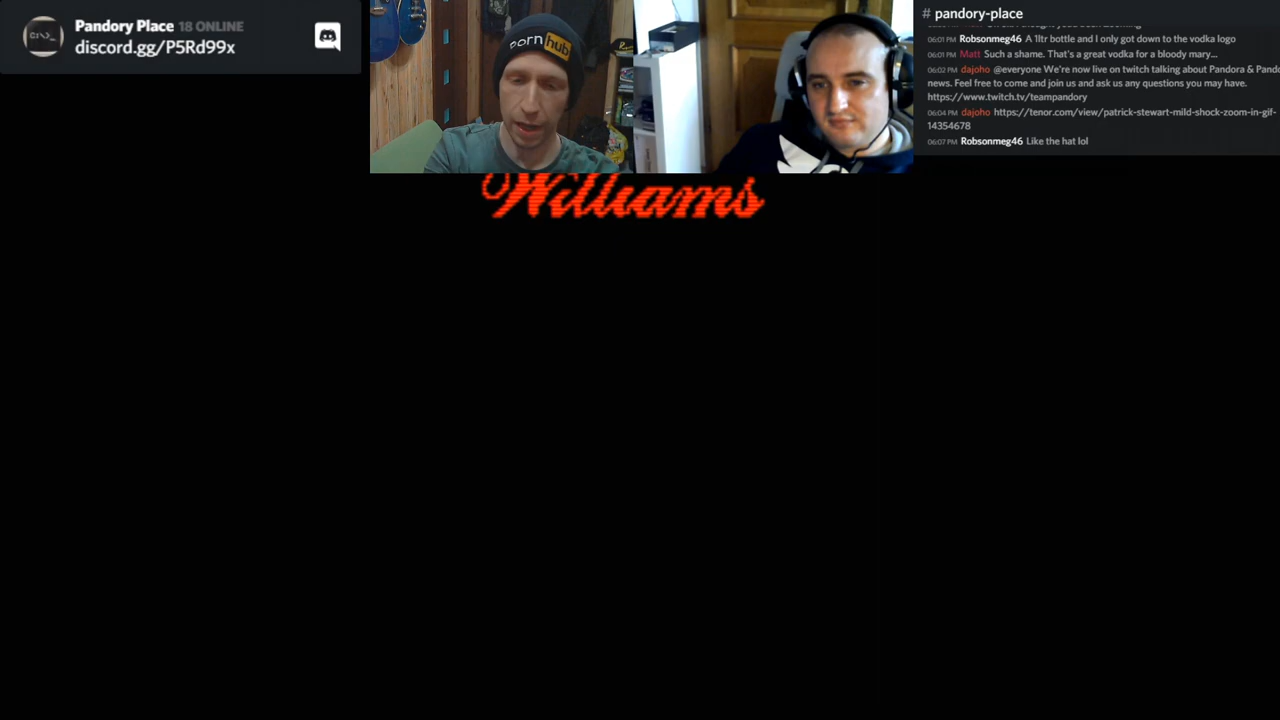 Pandory Place 18 ONLINE
discord.gg/P5Rd99x
Porn hub
# pandory-place
06:01 PM Robsonmeg46 A 1ltr bottle and I only got down to the vodka logo
06:01 PM Matt Such a shame. That's a great vodka for a bloody mary...
06:02 PM dajoho @everyone We're now live on twitch talking about Pandora & Pando
news. Feel free to come and join us and ask us any questions you may have.
https://www.twitch.tv/teampandory
06:04 PM dajoho https://tenor.com/view/patrick-stewart-mild-shock-zoom-in-gif-
14354678
06:07 PM Robsonmeg46 Like the hat lol
Williams